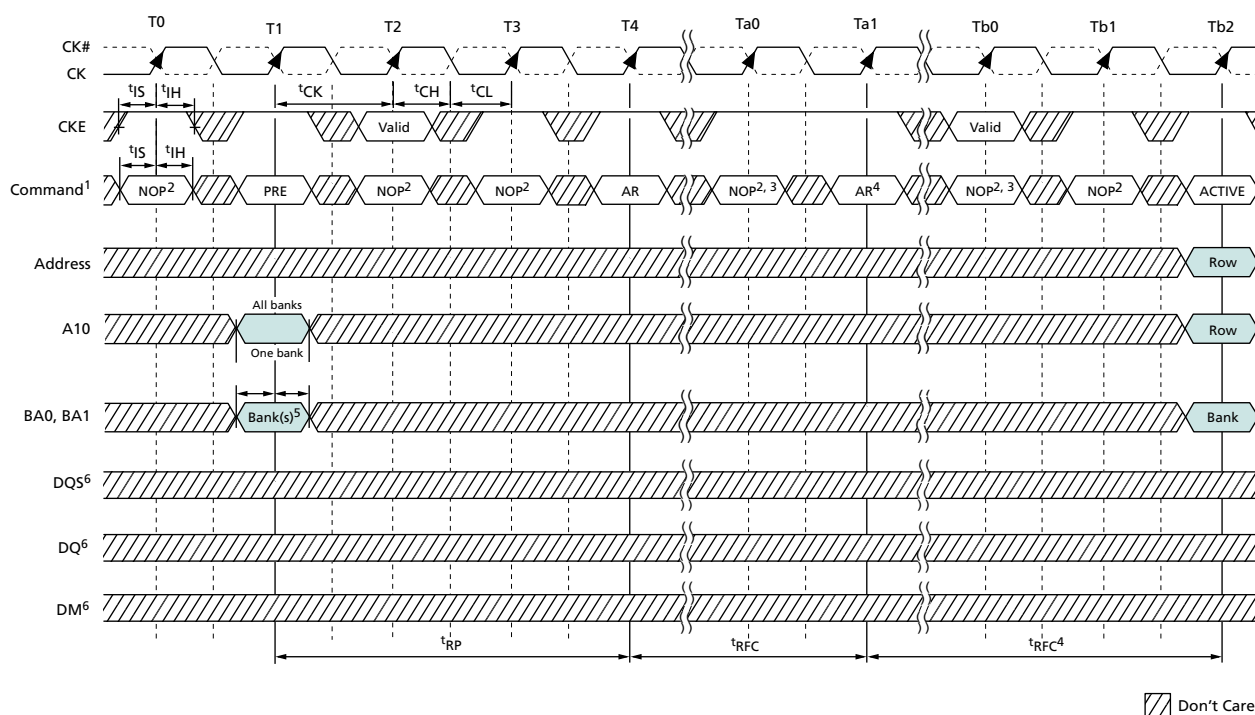 T0 T1 T2 T3 T4 Ta0 Ta1 Tb0 Tb1 Tb2
CK#
CK
tIS tIH tCK tCH tCL
CKE Valid Valid
tIS tIH
Command1 NOP2 PRE NOP2 NOP2 AR NOP2, 3 AR4 NOP2, 3 NOP2 ACTIVE
Address Row
All banks
A10 Row
One bank
BA0, BA1 Bank(s)5 Bank
DQS6
DQ6
DM6
tRP tRFC tRFC4
Don't Care